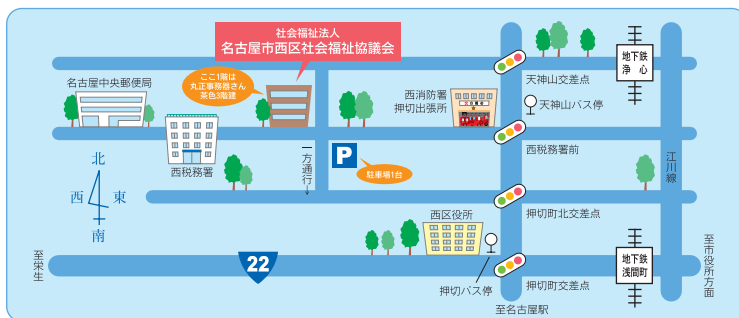 社会福祉法人
名古屋市西区社会福祉協議会
ここ1階は
丸正事務器さん
茶色3階建
名古屋中央郵便局
西税務署
西消防署
押切出張所
天神山交差点
天神山バス停
地下鉄
浄心
西税務署前
江川線
一方通行→
P
駐車場1台
北
西
東
南
押切町北交差点
西区役所
至栄生
22
押切バス停
押切町交差点
地下鉄
浅間町
至市役所方面
至名古屋駅